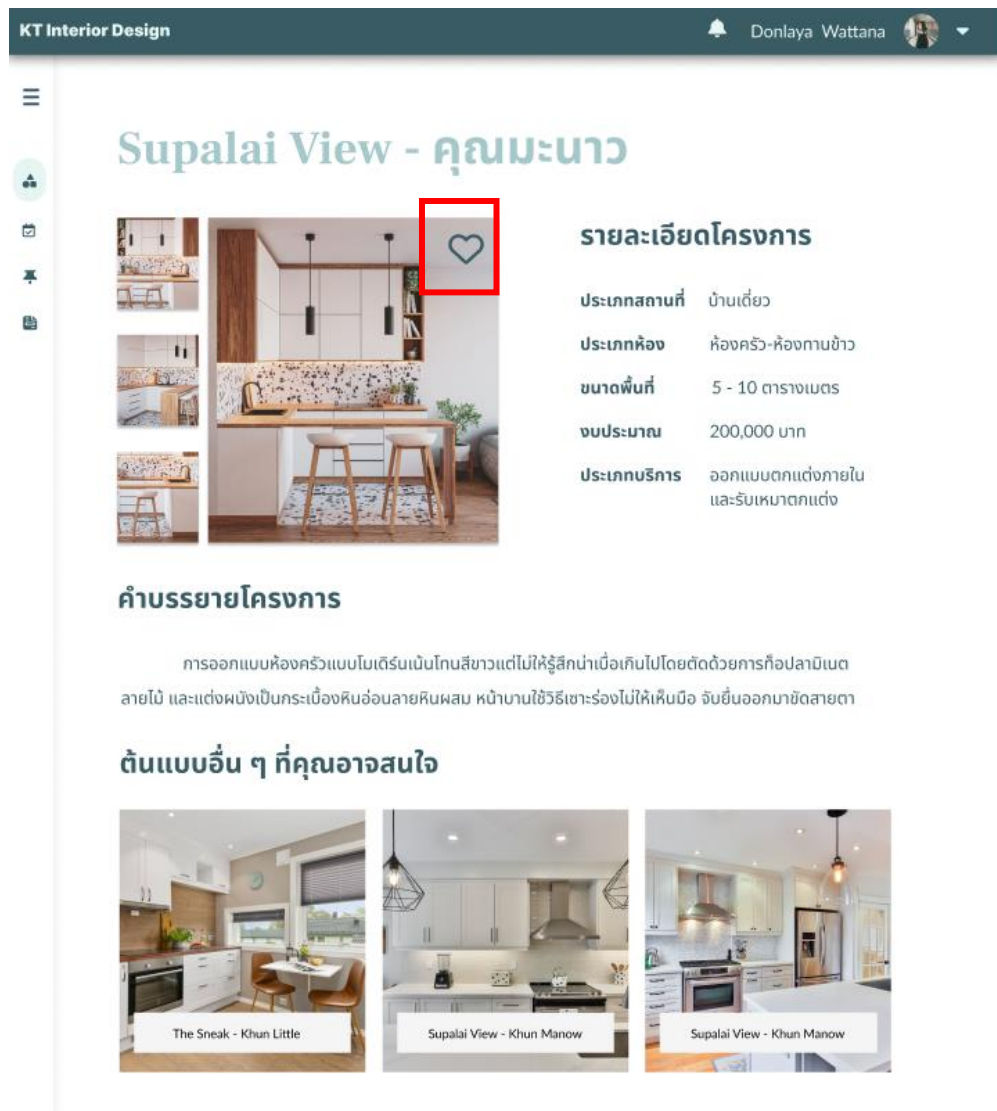 KT Interior Design
Donlaya Wattana
Supalai View - คุณมะนาว
รายละเอียดโครงการ
ประเภทสถานที่ บ้านเดี่ยว
ประเภทห้อง ห้องครัว-ห้องทานข้าว
ขนาดพื้นที่ 5 - 10 ตารางเมตร
งบประมาณ 200,000 บาท
ประเภทบริการ ออกแบบตกแต่งภายใน
และรับเหมาตกแต่ง
คำบรรยายโครงการ
การออกแบบห้องครัวแบบโมเดิร์นเน้นโทนสีขาวแต่ไม่ให้รู้สึกน่าเบื่อเกินไปโดยตัดด้วยการท็อปลามิเนต
ลายไม้ และแต่งผนังเป็นกระเบื้องหินอ่อนลายหินผสม หน้าบานใช้วิธีเซาะร่องไม่ให้เห็นมือ จับยื่นออกมาขัดสายตา
ต้นแบบอื่น ๆ ที่คุณอาจสนใจ
The Sneak - Khun Little
Supalai View - Khun Manow
Supalai View - Khun Manow